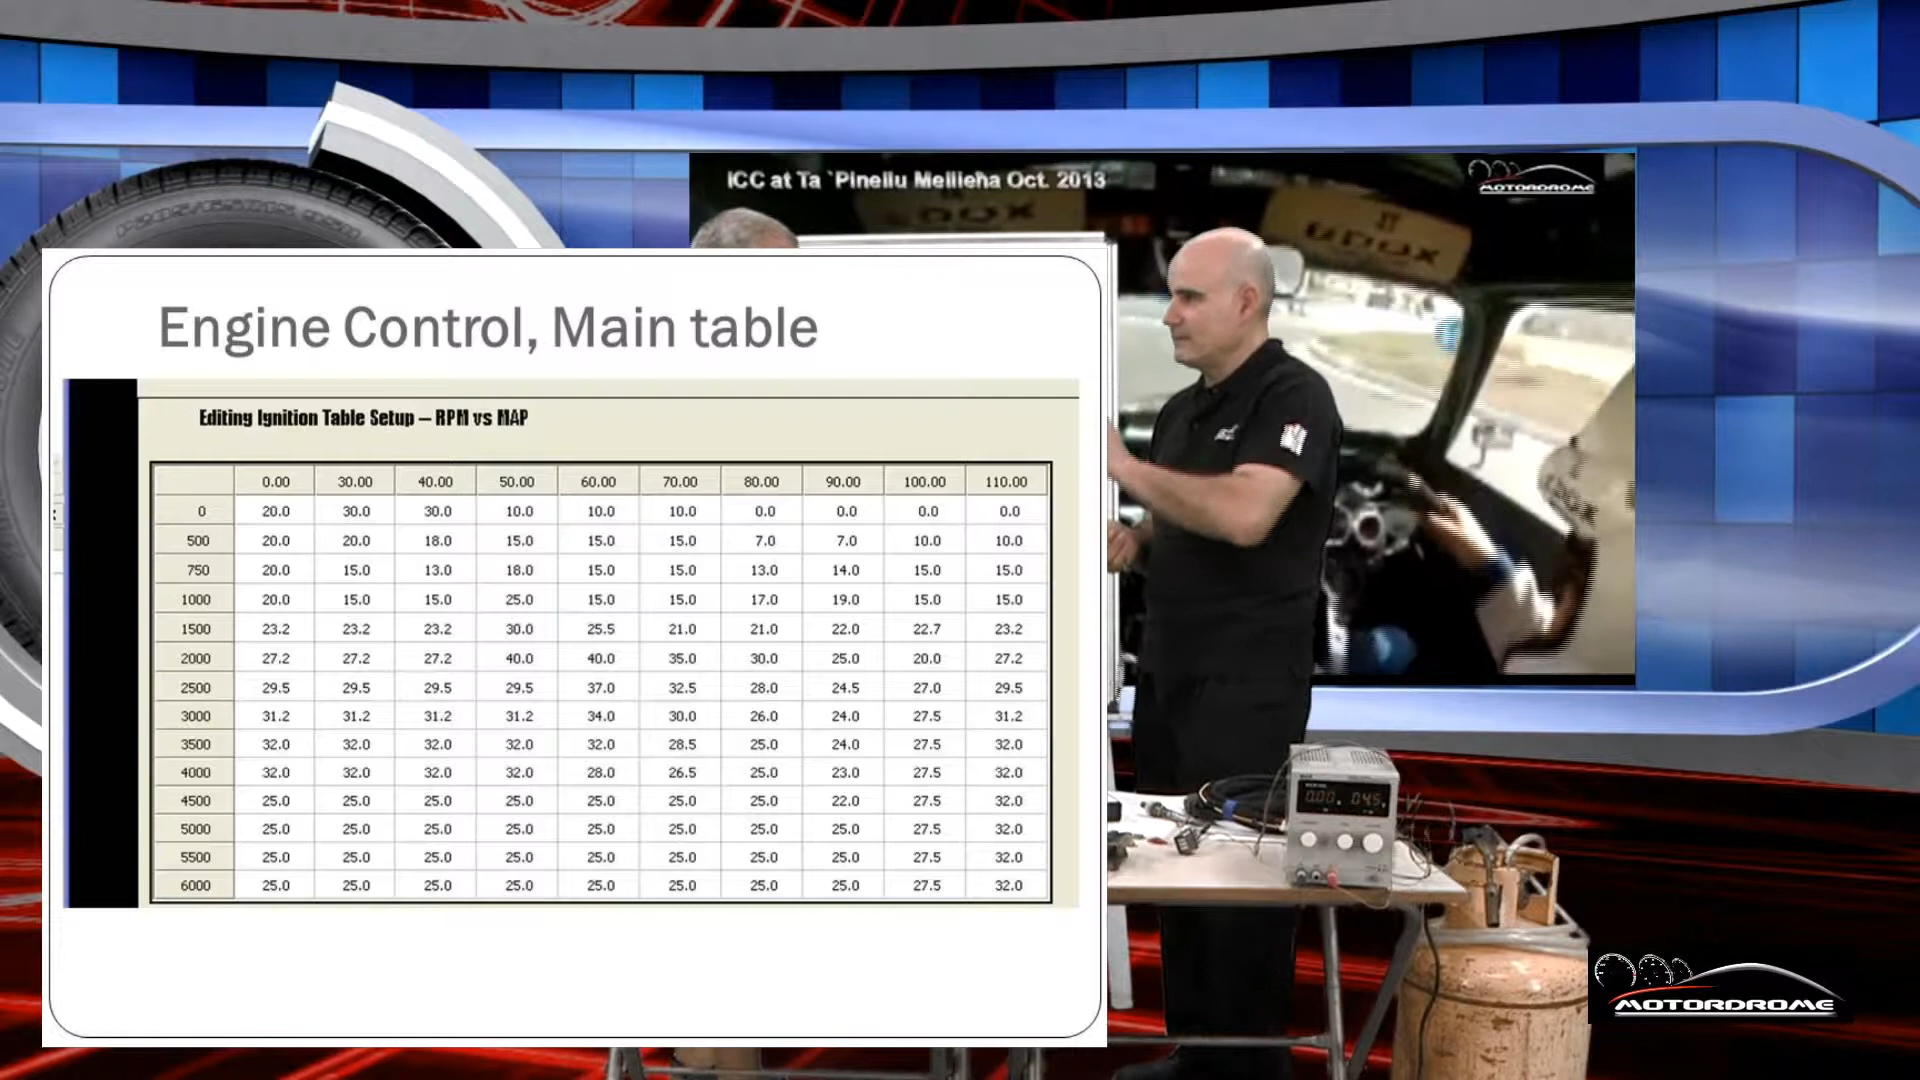 ICC at Ta `Pinellu Mellieħa Oct. 2013
MOTORDROME
Engine Control, Main table
Editing Ignition Table Setup – RPM vs MAP
0.00 30.00 40.00 50.00 60.00 70.00 80.00 90.00 100.00 110.00
0 20.0 30.0 30.0 10.0 10.0 10.0 0.0 0.0 0.0 0.0
500 20.0 20.0 18.0 15.0 15.0 15.0 7.0 7.0 10.0 10.0
750 20.0 15.0 13.0 18.0 15.0 15.0 13.0 14.0 15.0 15.0
1000 20.0 15.0 15.0 25.0 15.0 15.0 17.0 19.0 15.0 15.0
1500 23.2 23.2 23.2 30.0 25.5 21.0 21.0 22.0 22.7 23.2
2000 27.2 27.2 27.2 40.0 40.0 35.0 30.0 25.0 20.0 27.2
2500 29.5 29.5 29.5 29.5 37.0 32.5 28.0 24.5 27.0 29.5
3000 31.2 31.2 31.2 31.2 34.0 30.0 26.0 24.0 27.5 31.2
3500 32.0 32.0 32.0 32.0 32.0 28.5 25.0 24.0 27.5 32.0
4000 32.0 32.0 32.0 32.0 28.0 26.5 25.0 23.0 27.5 32.0
4500 25.0 25.0 25.0 25.0 25.0 25.0 25.0 22.0 27.5 32.0
5000 25.0 25.0 25.0 25.0 25.0 25.0 25.0 25.0 27.5 32.0
5500 25.0 25.0 25.0 25.0 25.0 25.0 25.0 25.0 27.5 32.0
6000 25.0 25.0 25.0 25.0 25.0 25.0 25.0 25.0 27.5 32.0
MOTORDROME